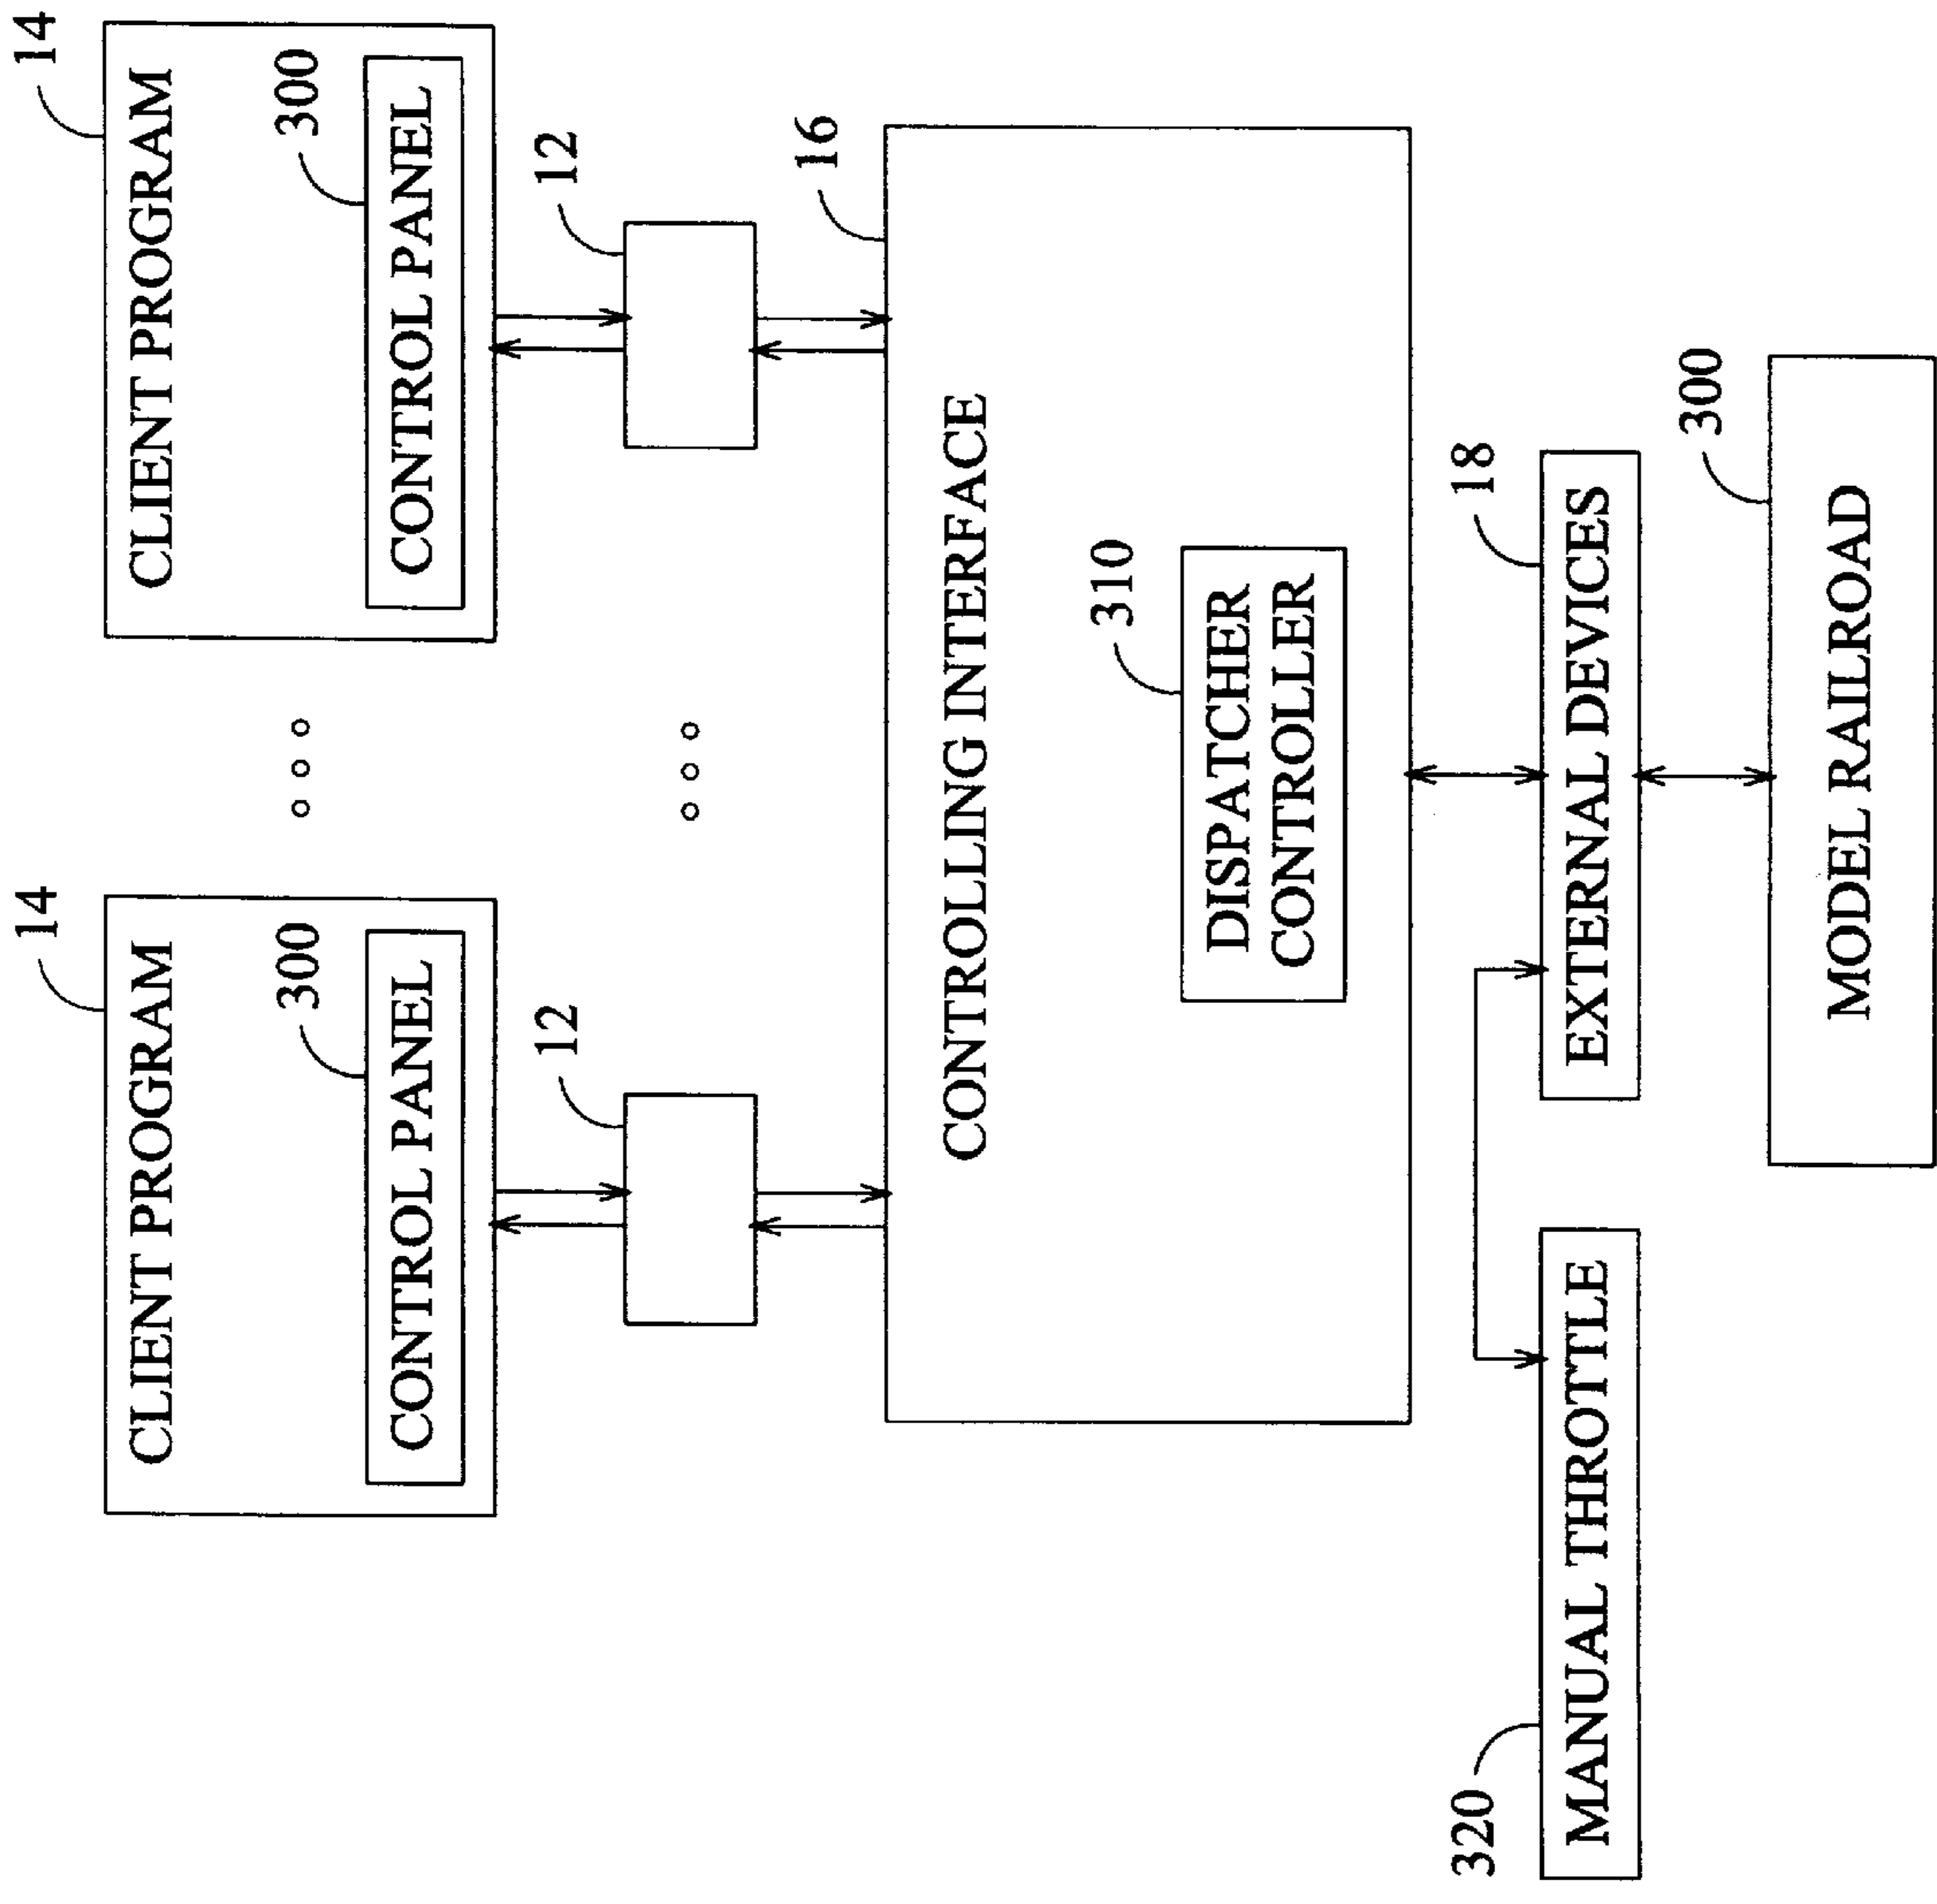 14
CLIENT PROGRAM
300
CONTROL PANEL
14
CLIENT PROGRAM
300
CONTROL PANEL
12
12
16
CONTROLLING INTERFACE
310
DISPATCHER
CONTROLLER
320
MANUAL THROTTLE
18
EXTERNAL DEVICES
300
MODEL RAILROAD